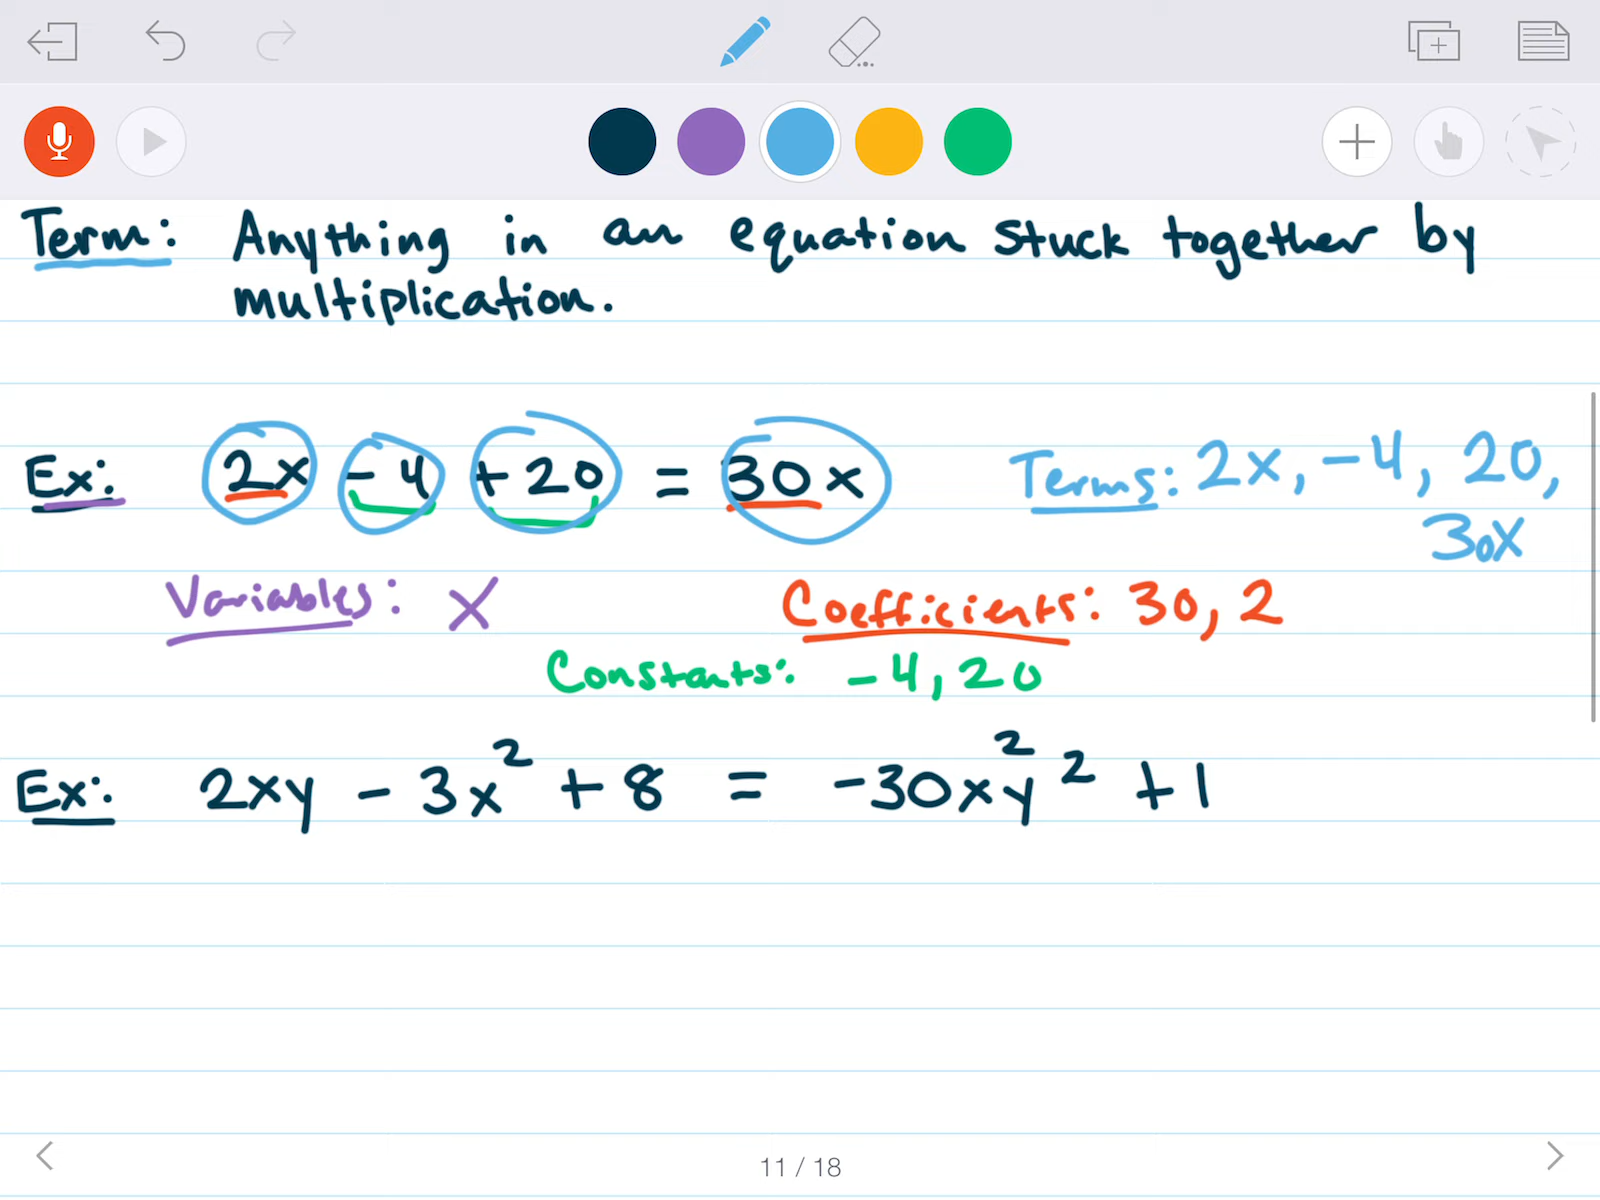 Term: Anything in an equation stuck together by
multiplication.
Ex: 2x - 4 + 20 = 30x Terms: 2x, -4, 20,
30x
Variables: x Coefficients: 30, 2
Constants: -4, 20
Ex: 2xy - 3x² + 8 = -30x²y² + 1
11 / 18